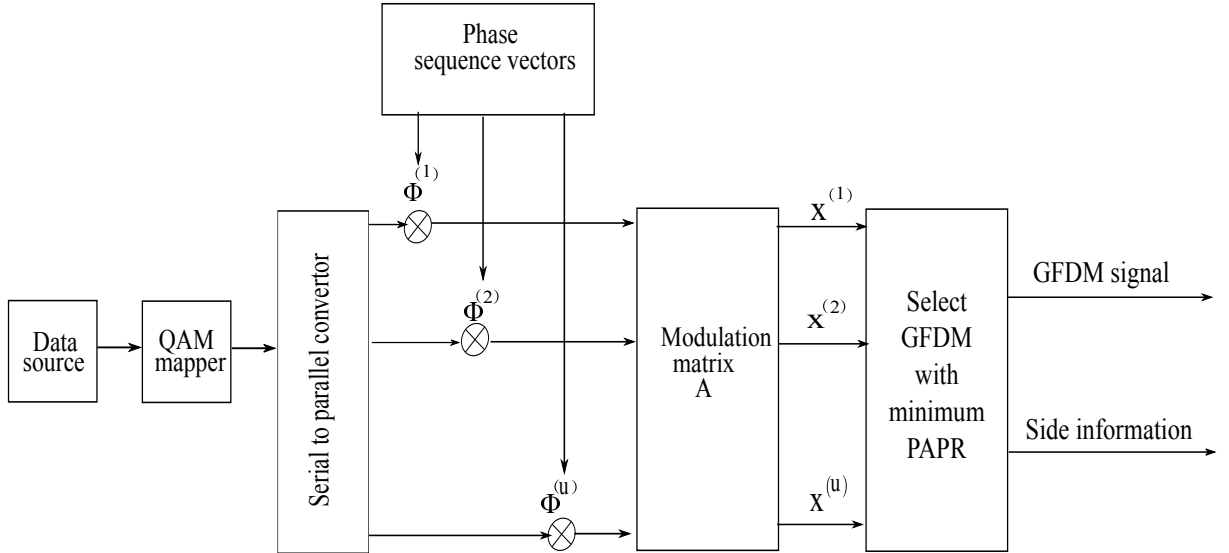 Phase
sequence vectors
Φ(1)
Φ(2)
Φ(u)
Data
source
QAM
mapper
Serial to parallel convertor
Modulation
matrix
A
x(1)
x(2)
x(u)
Select
GFDM
with
minimum
PAPR
GFDM signal
Side information